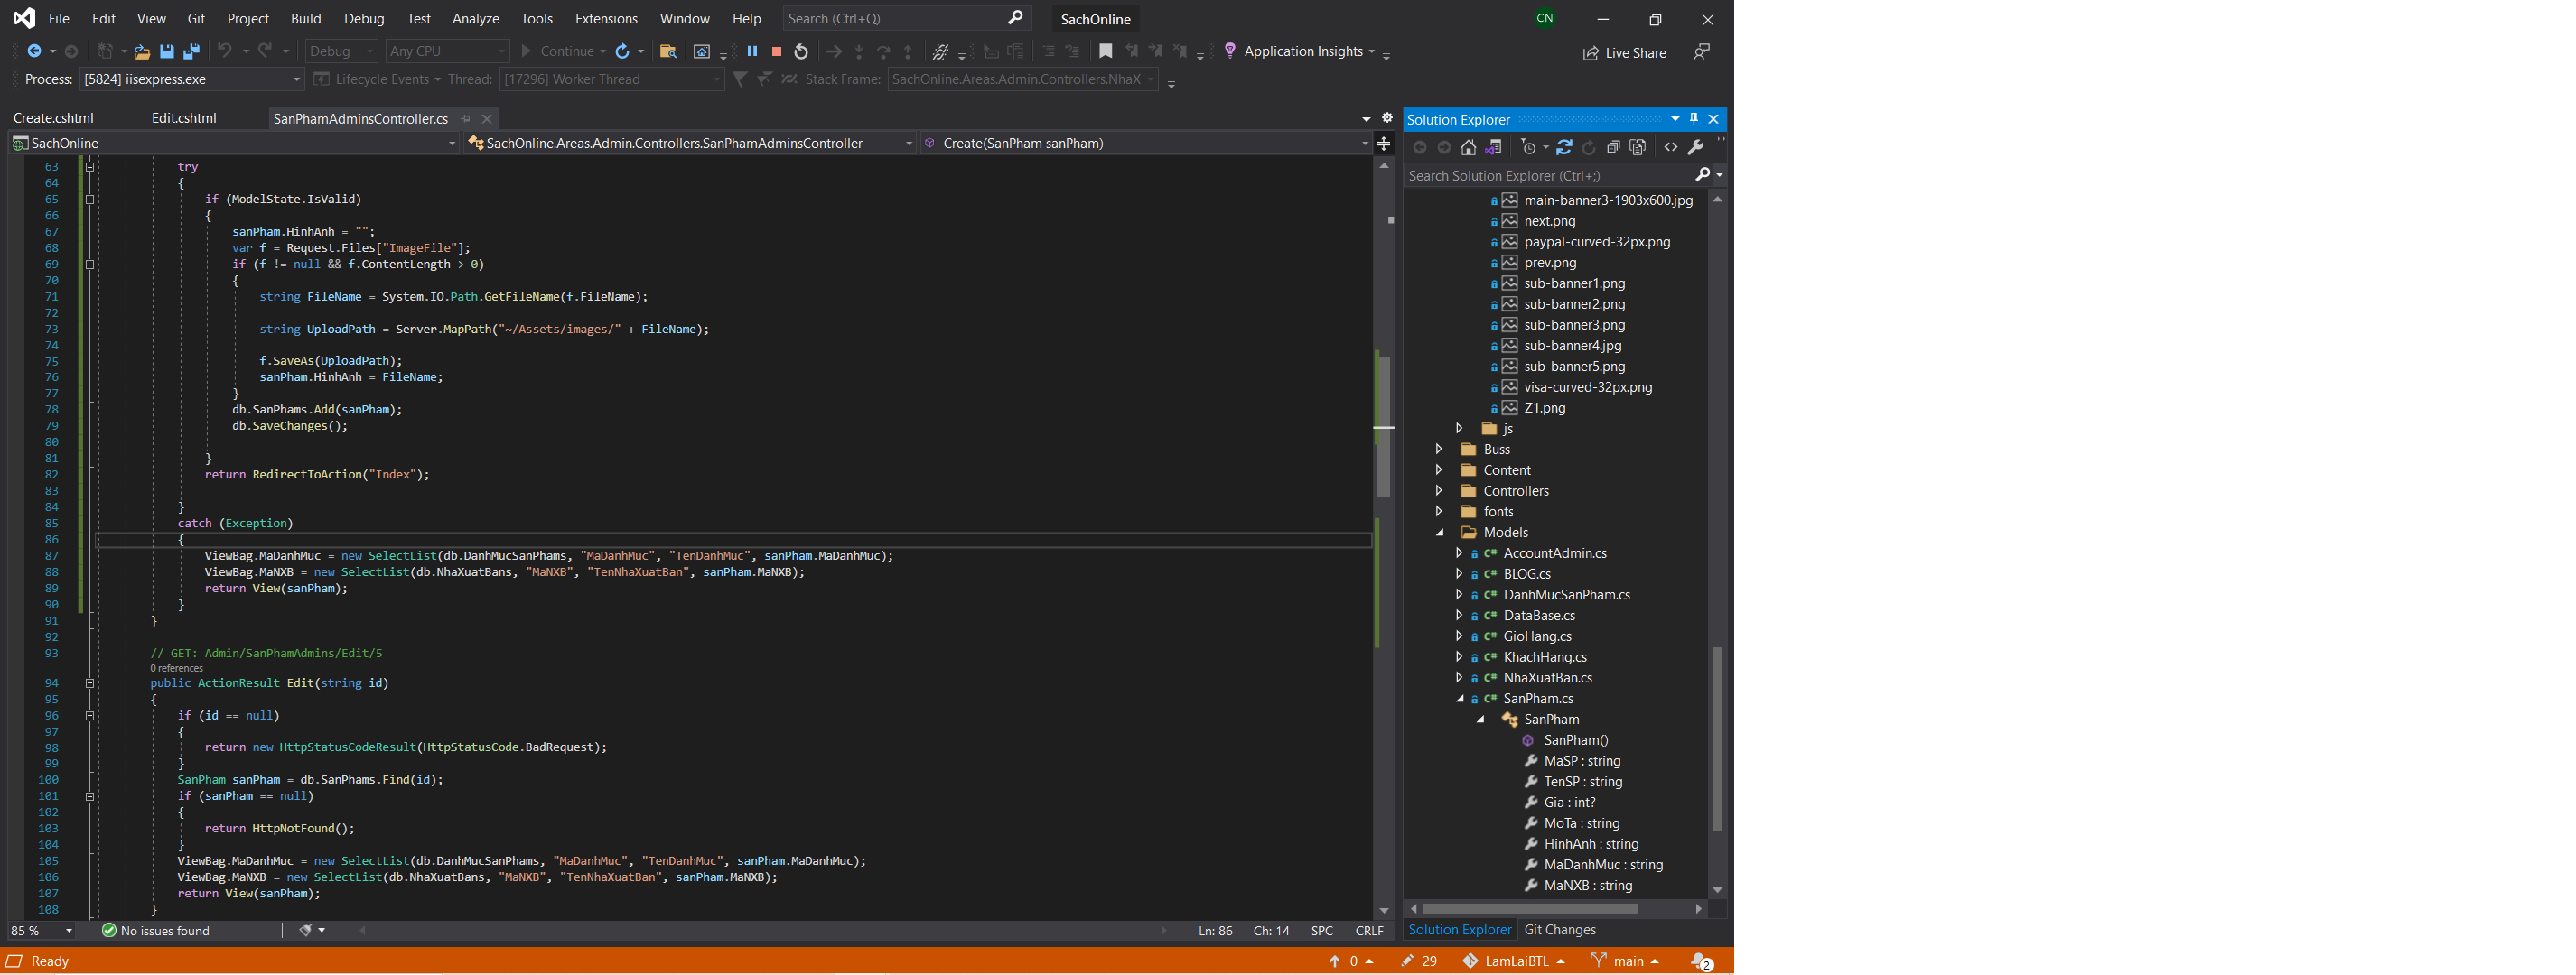 File Edit View Git Project Build Debug Test Analyze Tools Extensions Window Help Search (Ctrl+Q) SachOnline CN
Debug Any CPU Continue Application Insights Live Share
Process: [5824] iisexpress.exe Lifecycle Events Thread: [17296] Worker Thread Stack Frame: SachOnline.Areas.Admin.Controllers.NhaX
Create.cshtml Edit.cshtml SanPhamAdminsController.cs
SachOnline SachOnline.Areas.Admin.Controllers.SanPhamAdminsController Create(SanPham sanPham)
63 try
64 {
65 if (ModelState.IsValid)
66 {
67 sanPham.HinhAnh = "";
68 var f = Request.Files["ImageFile"];
69 if (f != null && f.ContentLength > 0)
70 {
71 string FileName = System.IO.Path.GetFileName(f.FileName);
72
73 string UploadPath = Server.MapPath("~/Assets/images/" + FileName);
74
75 f.SaveAs(UploadPath);
76 sanPham.HinhAnh = FileName;
77 }
78 db.SanPhams.Add(sanPham);
79 db.SaveChanges();
80
81 }
82 return RedirectToAction("Index");
83
84 }
85 catch (Exception)
86 {
87 ViewBag.MaDanhMuc = new SelectList(db.DanhMucSanPhams, "MaDanhMuc", "TenDanhMuc", sanPham.MaDanhMuc);
88 ViewBag.MaNXB = new SelectList(db.NhaXuatBans, "MaNXB", "TenNhaXuatBan", sanPham.MaNXB);
89 return View(sanPham);
90 }
91 }
92
93 // GET: Admin/SanPhamAdmins/Edit/5
0 references
94 public ActionResult Edit(string id)
95 {
96 if (id == null)
97 {
98 return new HttpStatusCodeResult(HttpStatusCode.BadRequest);
99 }
100 SanPham sanPham = db.SanPhams.Find(id);
101 if (sanPham == null)
102 {
103 return HttpNotFound();
104 }
105 ViewBag.MaDanhMuc = new SelectList(db.DanhMucSanPhams, "MaDanhMuc", "TenDanhMuc", sanPham.MaDanhMuc);
106 ViewBag.MaNXB = new SelectList(db.NhaXuatBans, "MaNXB", "TenNhaXuatBan", sanPham.MaNXB);
107 return View(sanPham);
108 }
85 % No issues found Ln: 86 Ch: 14 SPC CRLF
Solution Explorer
Search Solution Explorer (Ctrl+;)
main-banner3-1903x600.jpg
next.png
paypal-curved-32px.png
prev.png
sub-banner1.png
sub-banner2.png
sub-banner3.png
sub-banner4.jpg
sub-banner5.png
visa-curved-32px.png
Z1.png
js
Buss
Content
Controllers
fonts
Models
C# AccountAdmin.cs
C# BLOG.cs
C# DanhMucSanPham.cs
C# DataBase.cs
C# GioHang.cs
C# KhachHang.cs
C# NhaXuatBan.cs
C# SanPham.cs
SanPham
SanPham()
MaSP : string
TenSP : string
Gia : int?
MoTa : string
HinhAnh : string
MaDanhMuc : string
MaNXB : string
Solution Explorer Git Changes
Ready 0 29 LamLaiBTL main 2